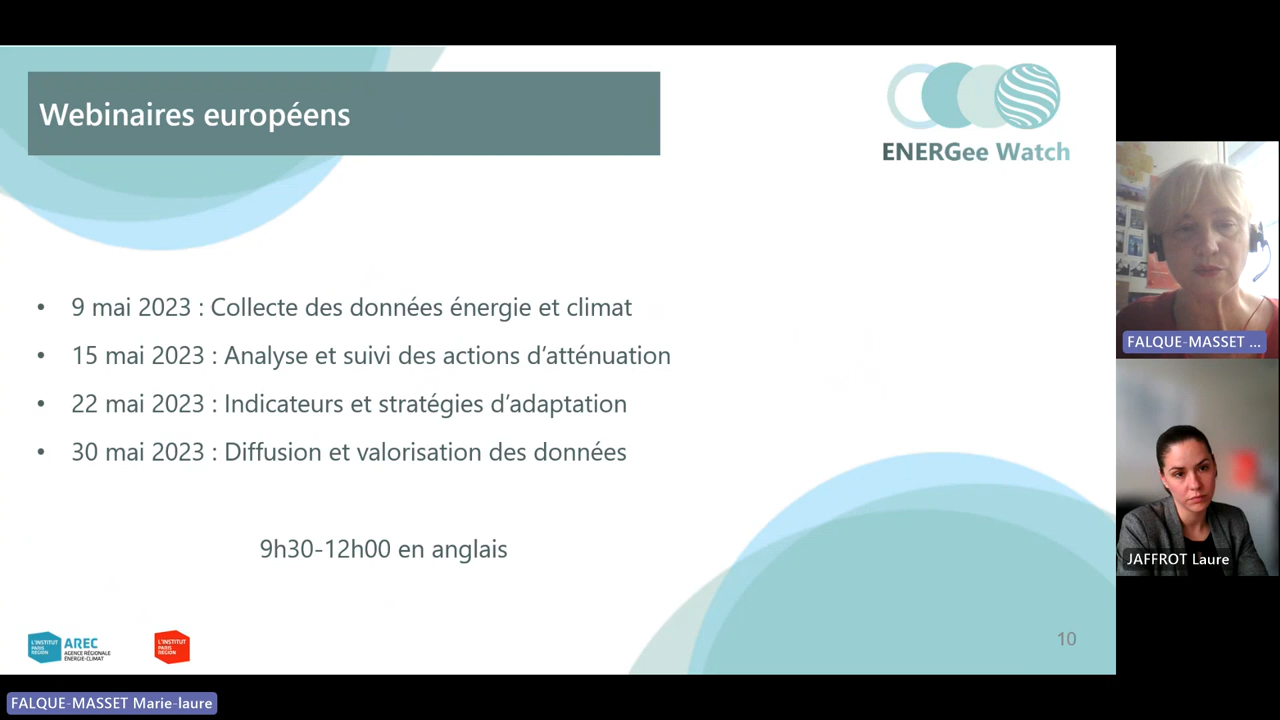 Webinaires européens
ENERGee Watch
• 9 mai 2023 : Collecte des données énergie et climat
• 15 mai 2023 : Analyse et suivi des actions d’atténuation
• 22 mai 2023 : Indicateurs et stratégies d’adaptation
• 30 mai 2023 : Diffusion et valorisation des données
9h30-12h00 en anglais
L'INSTITUT
PARIS
REGION
AREC
AGENCE RÉGIONALE
ÉNERGIE-CLIMAT
L'INSTITUT
PARIS
REGION
10
FALQUE-MASSET ...
JAFFROT Laure
FALQUE-MASSET Marie-laure